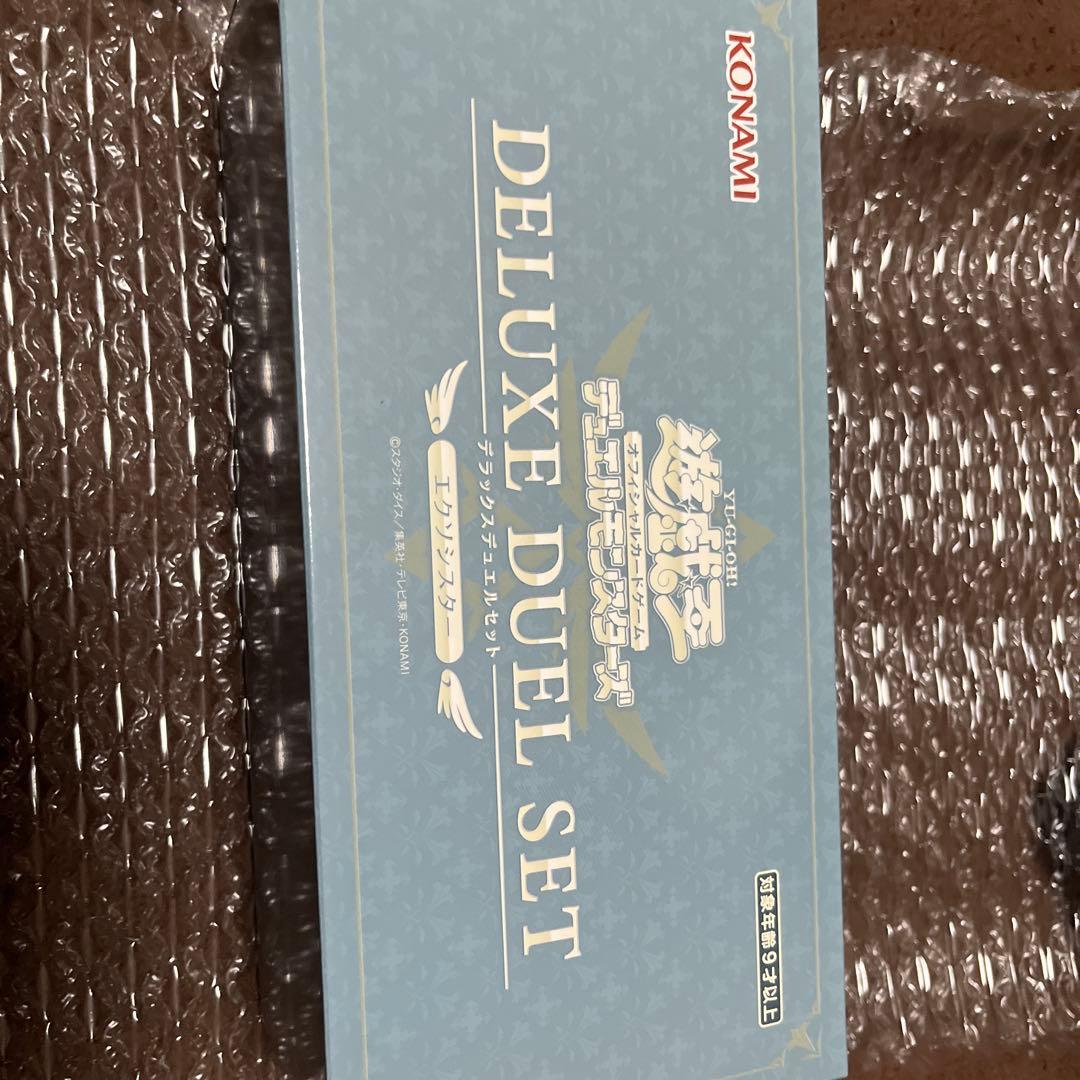 KONAMI
YU-GI-OH!
遊戯王
オフィシャルカードゲーム
デュエルモンスターズ
DELUXE DUEL SET
デラックスデュエルセット
エクソシスター
©スタジオ・ダイス/集英社・テレビ東京・KONAMI
対象年齢9才以上